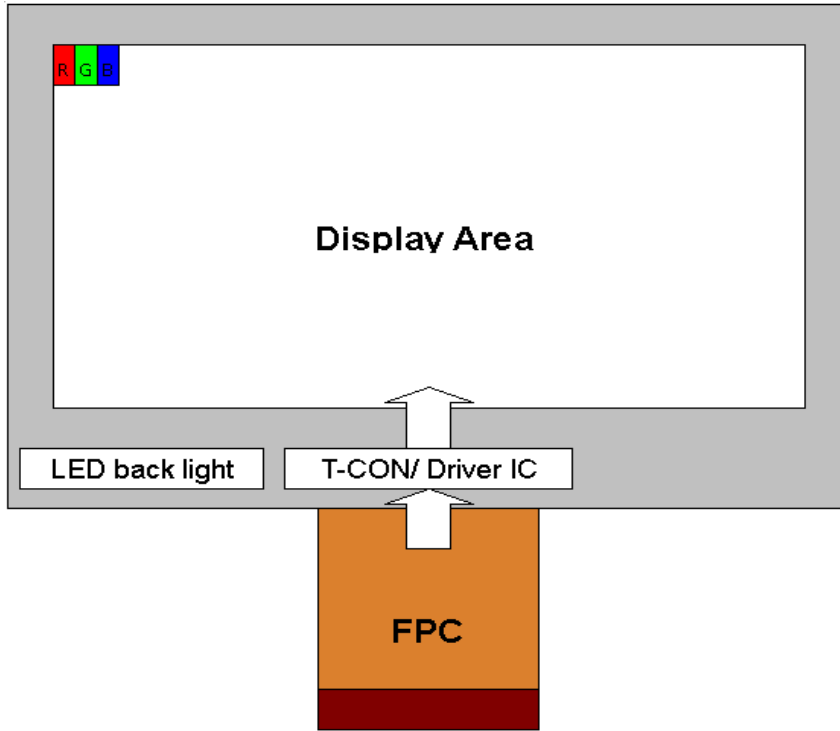 R G B
Display Area
LED back light
T-CON/ Driver IC
FPC